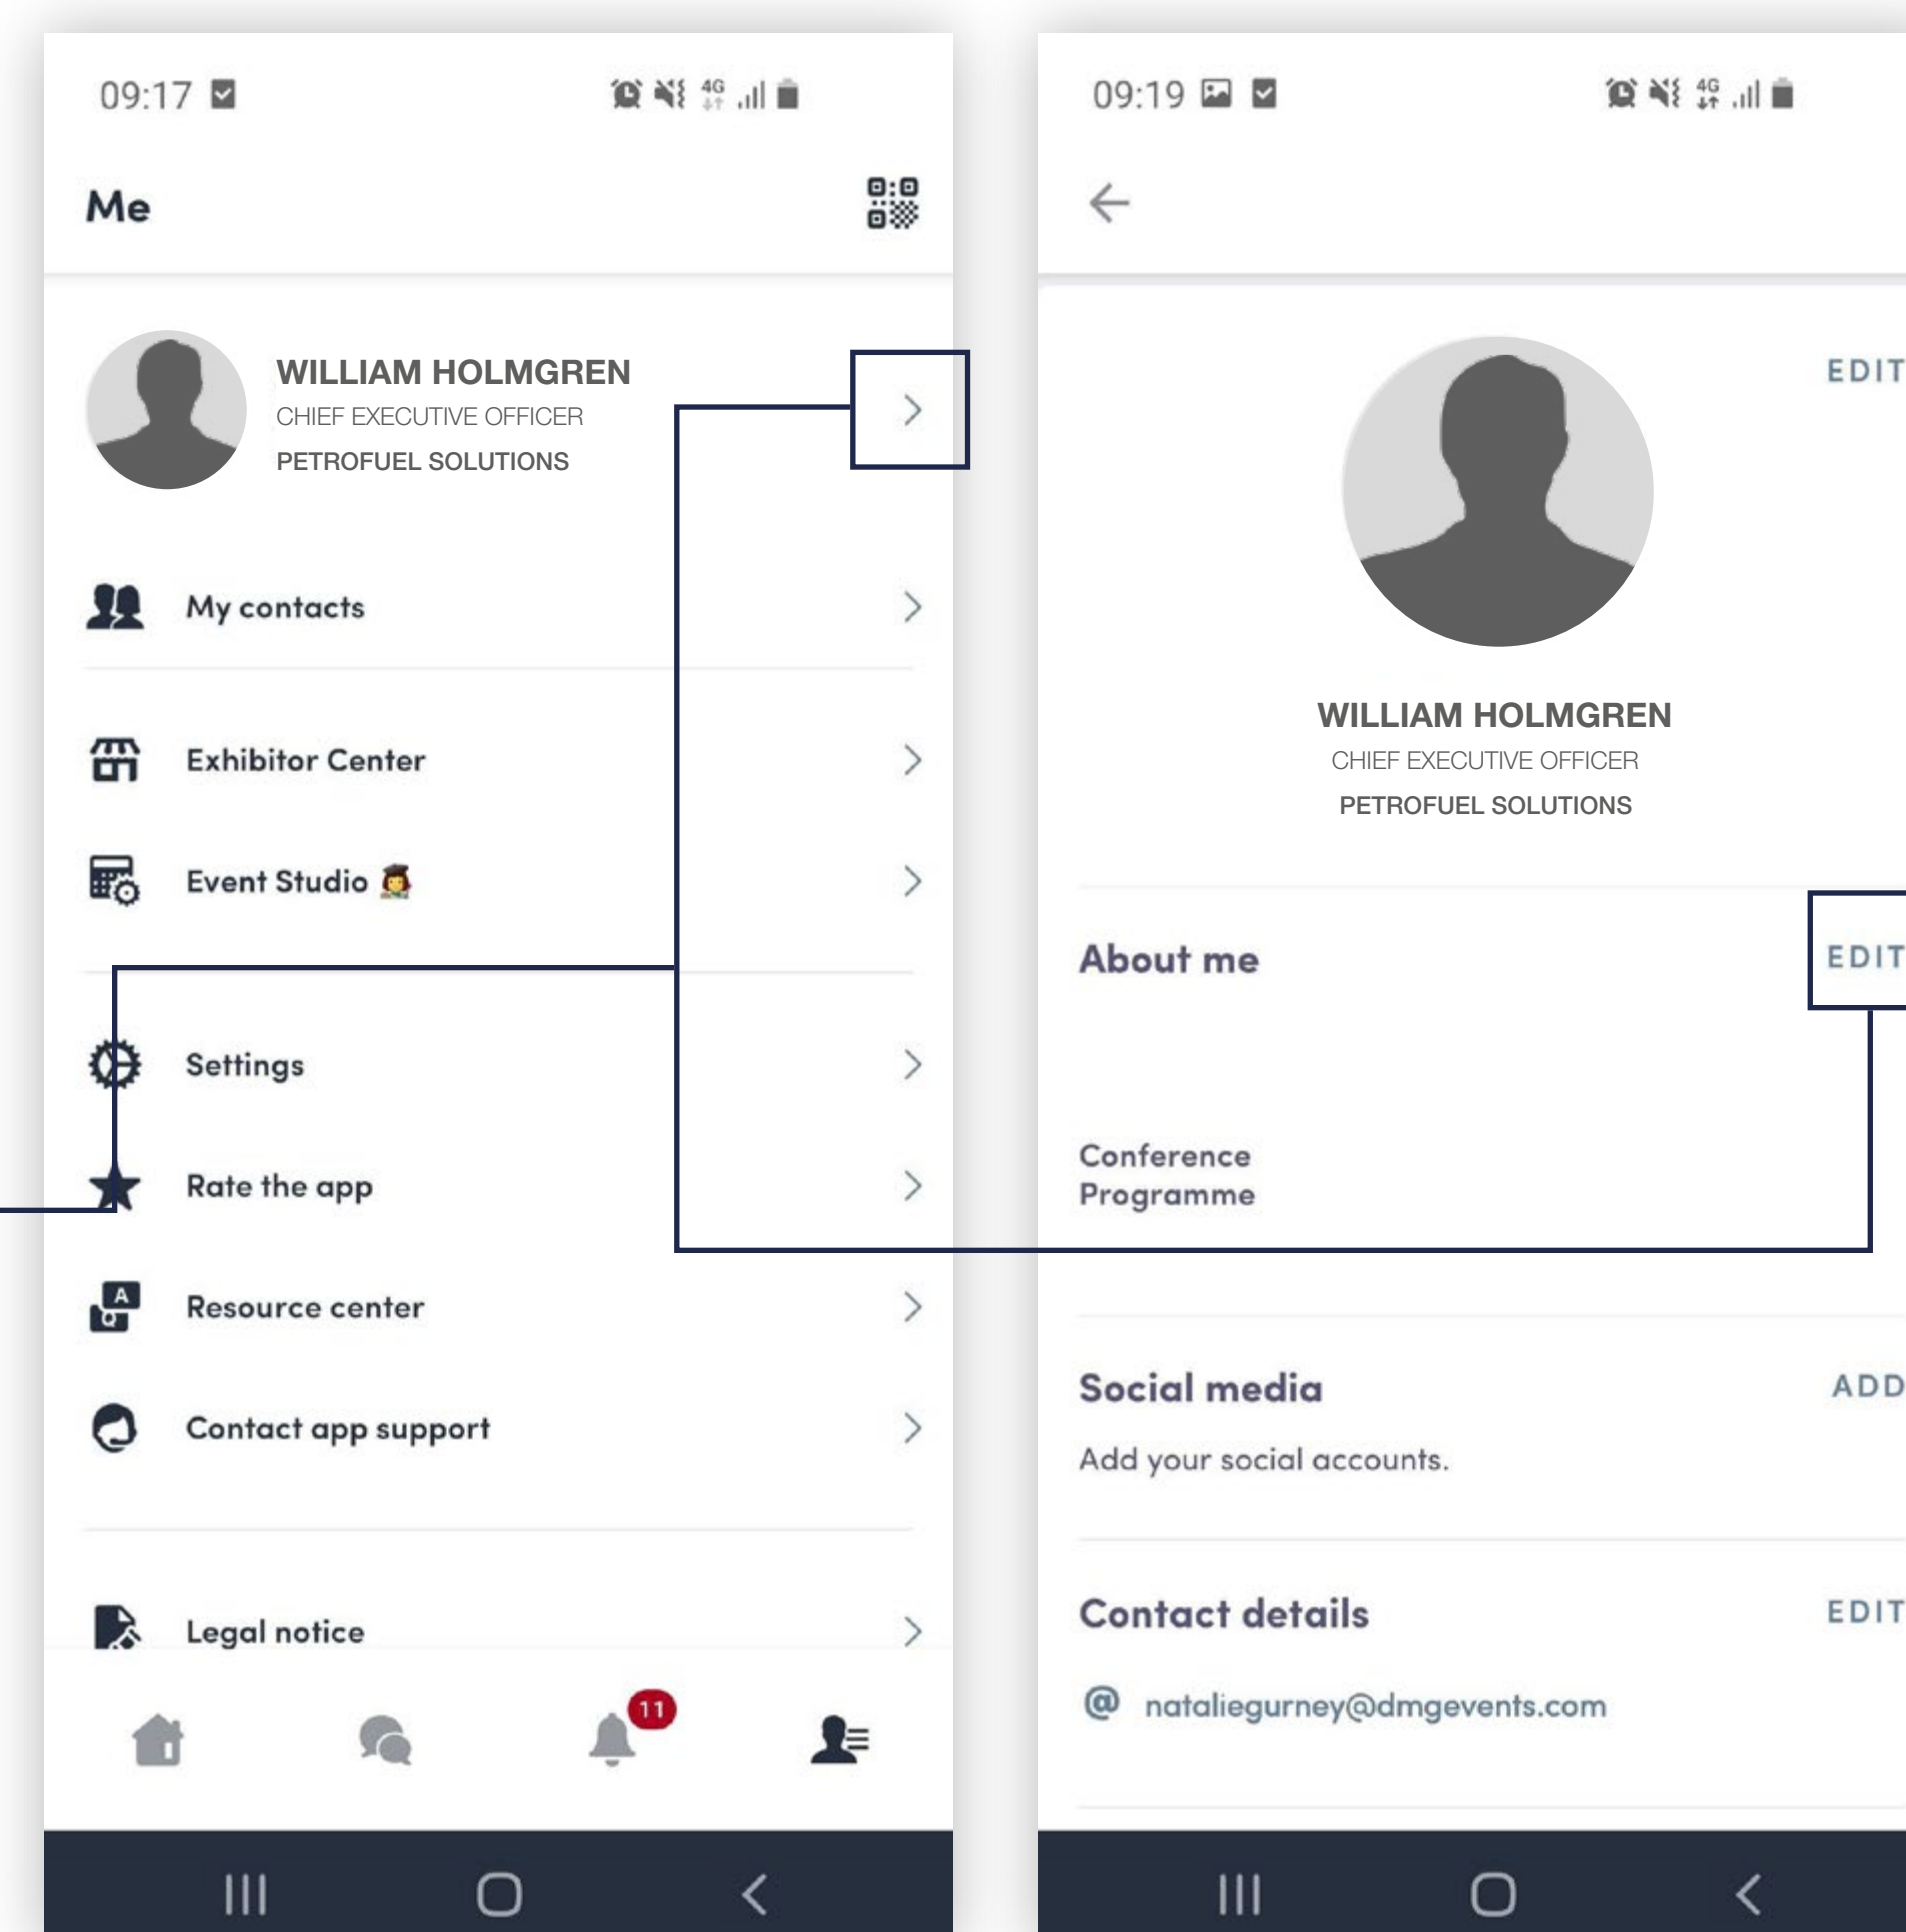 09:17
4G
Me
WILLIAM HOLMGREN
CHIEF EXECUTIVE OFFICER
PETROFUEL SOLUTIONS
My contacts
Exhibitor Center
Event Studio
Settings
Rate the app
A
Q
Resource center
Contact app support
Legal notice
11
09:19
4G
EDIT
WILLIAM HOLMGREN
CHIEF EXECUTIVE OFFICER
PETROFUEL SOLUTIONS
About me
EDIT
Conference
Programme
Social media
ADD
Add your social accounts.
Contact details
EDIT
@ nataliegurney@dmgevents.com